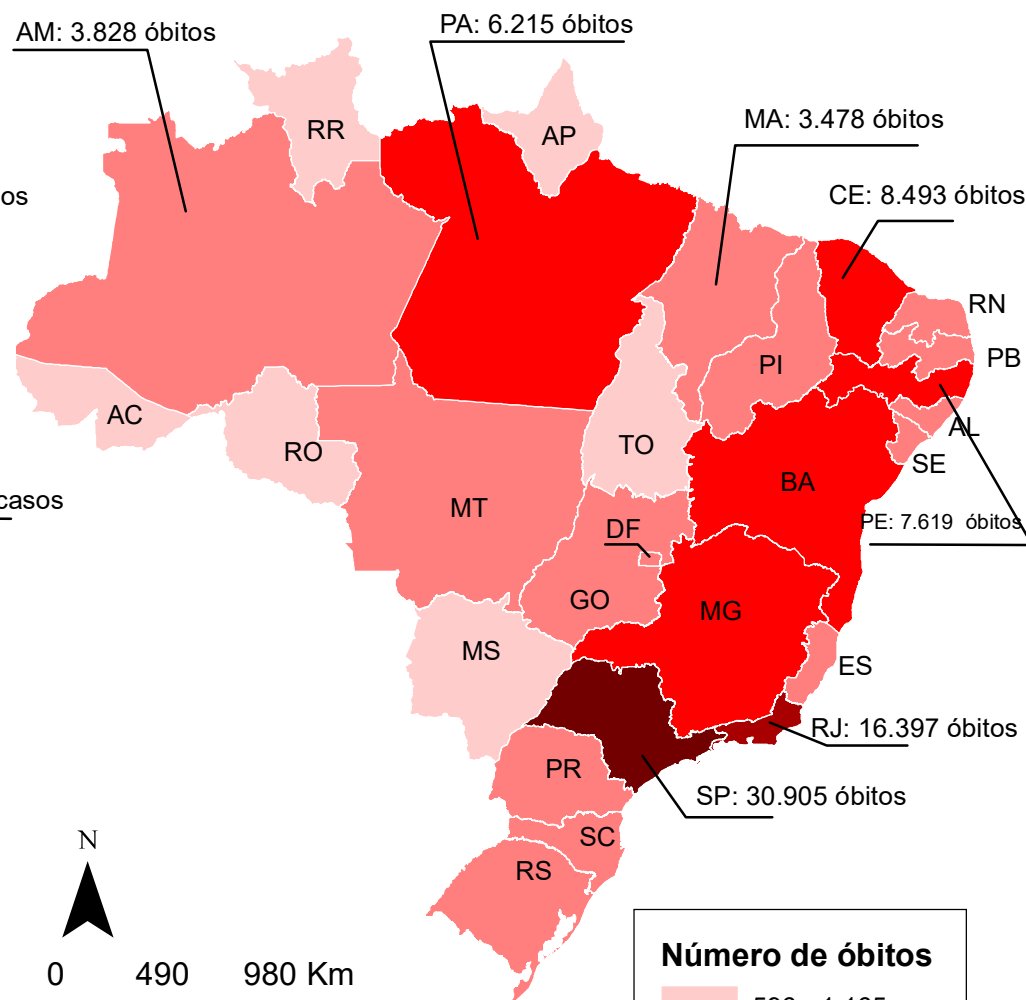 AM: 3.828 óbitos
PA: 6.215 óbitos
RR
AP
MA: 3.478 óbitos
os
CE: 8.493 óbitos
RN
PB
PI
AC
AL
RO
TO
SE
BA
casos
MT
PE: 7.619 óbitos
DF
GO
MG
MS
ES
RJ: 16.397 óbitos
PR
SP: 30.905 óbitos
SC
RS
N
Número de óbitos
0 490 980 Km